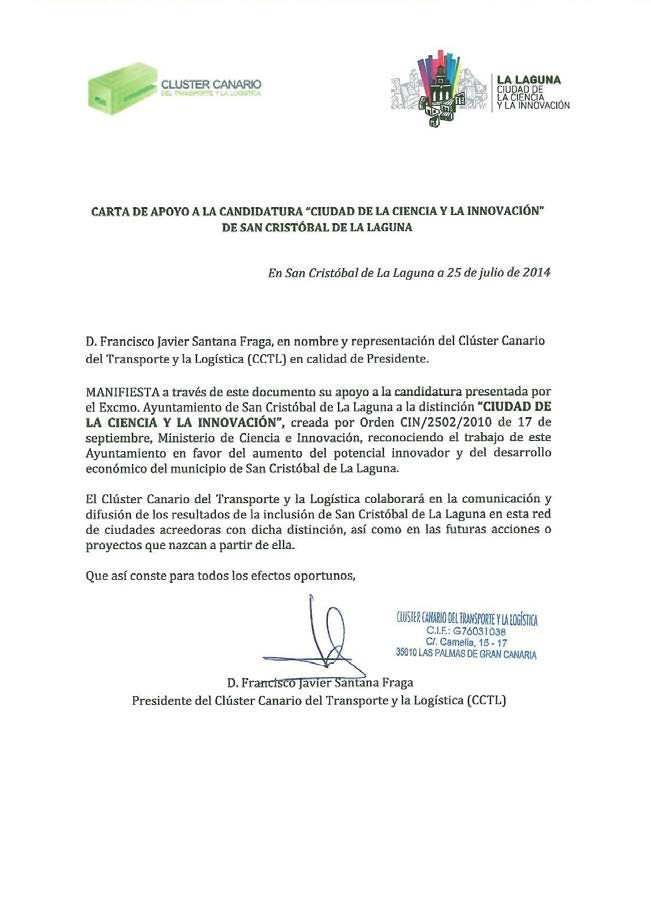 CLUSTER CANARIO
DEL TRANSPORTE Y LA LOGÍSTICA
LA LAGUNA
CIUDAD DE
LA CIENCIA
Y LA INNOVACIÓN
CARTA DE APOYO A LA CANDIDATURA “CIUDAD DE LA CIENCIA Y LA INNOVACIÓN”
DE SAN CRISTÓBAL DE LA LAGUNA
En San Cristóbal de La Laguna a 25 de julio de 2014
D. Francisco Javier Santana Fraga, en nombre y representación del Clúster Canario
del Transporte y la Logística (CCTL) en calidad de Presidente.
MANIFIESTA a través de este documento su apoyo a la candidatura presentada por
el Excmo. Ayuntamiento de San Cristóbal de La Laguna a la distinción “CIUDAD DE
LA CIENCIA Y LA INNOVACIÓN”, creada por Orden CIN/2502/2010 de 17 de
septiembre, Ministerio de Ciencia e Innovación, reconociendo el trabajo de este
Ayuntamiento en favor del aumento del potencial innovador y del desarrollo
económico del municipio de San Cristóbal de La Laguna.
El Clúster Canario del Transporte y la Logística colaborará en la comunicación y
difusión de los resultados de la inclusión de San Cristóbal de La Laguna en esta red
de ciudades acreedoras con dicha distinción, así como en las futuras acciones o
proyectos que nazcan a partir de ella.
Que así conste para todos los efectos oportunos,
CLUSTER CANARIO DEL TRANSPORTE Y LA LOGÍSTICA
C.I.F.: G76031038
C/. Camelia, 15 - 17
35010 LAS PALMAS DE GRAN CANARIA
D. Francisco Javier Santana Fraga
Presidente del Clúster Canario del Transporte y la Logística (CCTL)